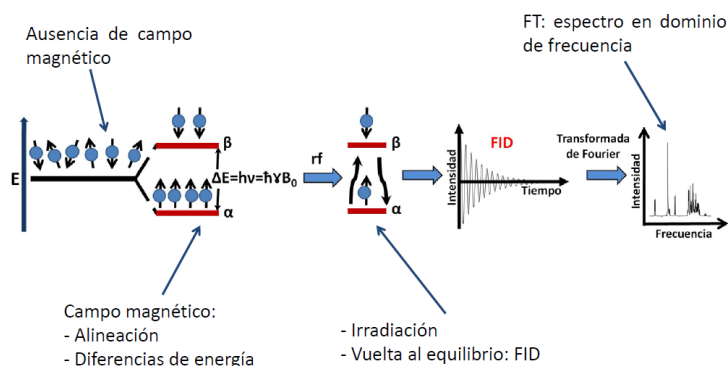 Ausencia de campo
magnético
FT: espectro en dominio
de frecuencia
E
β
ΔE=hν=ħɣB₀
α
rf
β
α
FID
Intensidad
Tiempo
Transformada
de Fourier
Intensidad
Frecuencia
Campo magnético:
- Alineación
- Diferencias de energía
- Irradiación
- Vuelta al equilibrio: FID